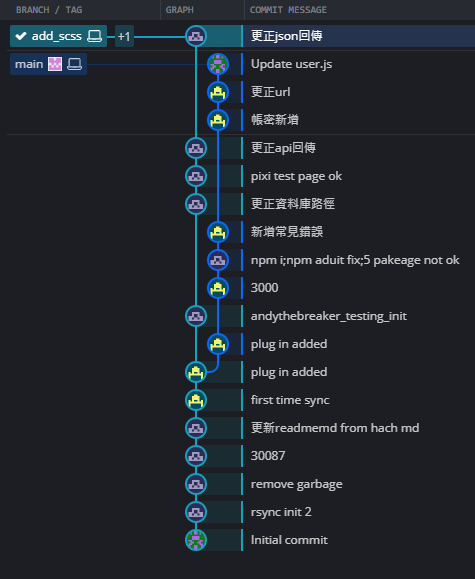 BRANCH / TAG GRAPH COMMIT MESSAGE
add_scss +1 更正json回傳
main Update user.js
更正url
帳密新增
更正api回傳
pixi test page ok
更正資料庫路徑
新增常見錯誤
npm i;npm aduit fix;5 pakeage not ok
3000
andythebreaker_testing_init
plug in added
plug in added
first time sync
更新readmemd from hach md
30087
remove garbage
rsync init 2
Initial commit